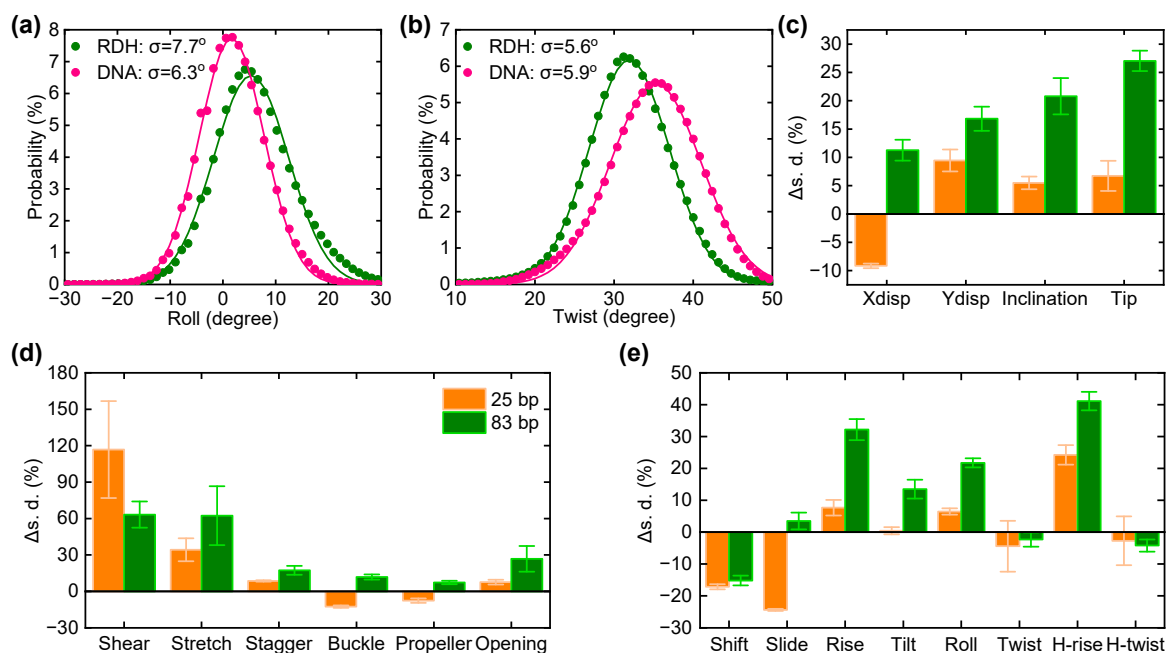 (a)
RDH: σ=7.7º
DNA: σ=6.3º
Probability (%)
8
7
6
5
4
3
2
1
0
−30 −20 −10 0 10 20 30
Roll (degree)
(b)
RDH: σ=5.6º
DNA: σ=5.9º
Probability (%)
7
6
5
4
3
2
1
0
10 20 30 40 50
Twist (degree)
(c)
Δs. d. (%)
30
25
20
15
10
5
0
−5
−10
Xdisp Ydisp Inclination Tip
(d)
25 bp
83 bp
Δs. d. (%)
180
150
120
90
60
30
0
−30
Shear Stretch Stagger Buckle Propeller Opening
(e)
Δs. d. (%)
50
40
30
20
10
0
−10
−20
−30
Shift Slide Rise Tilt Roll Twist H-rise H-twist